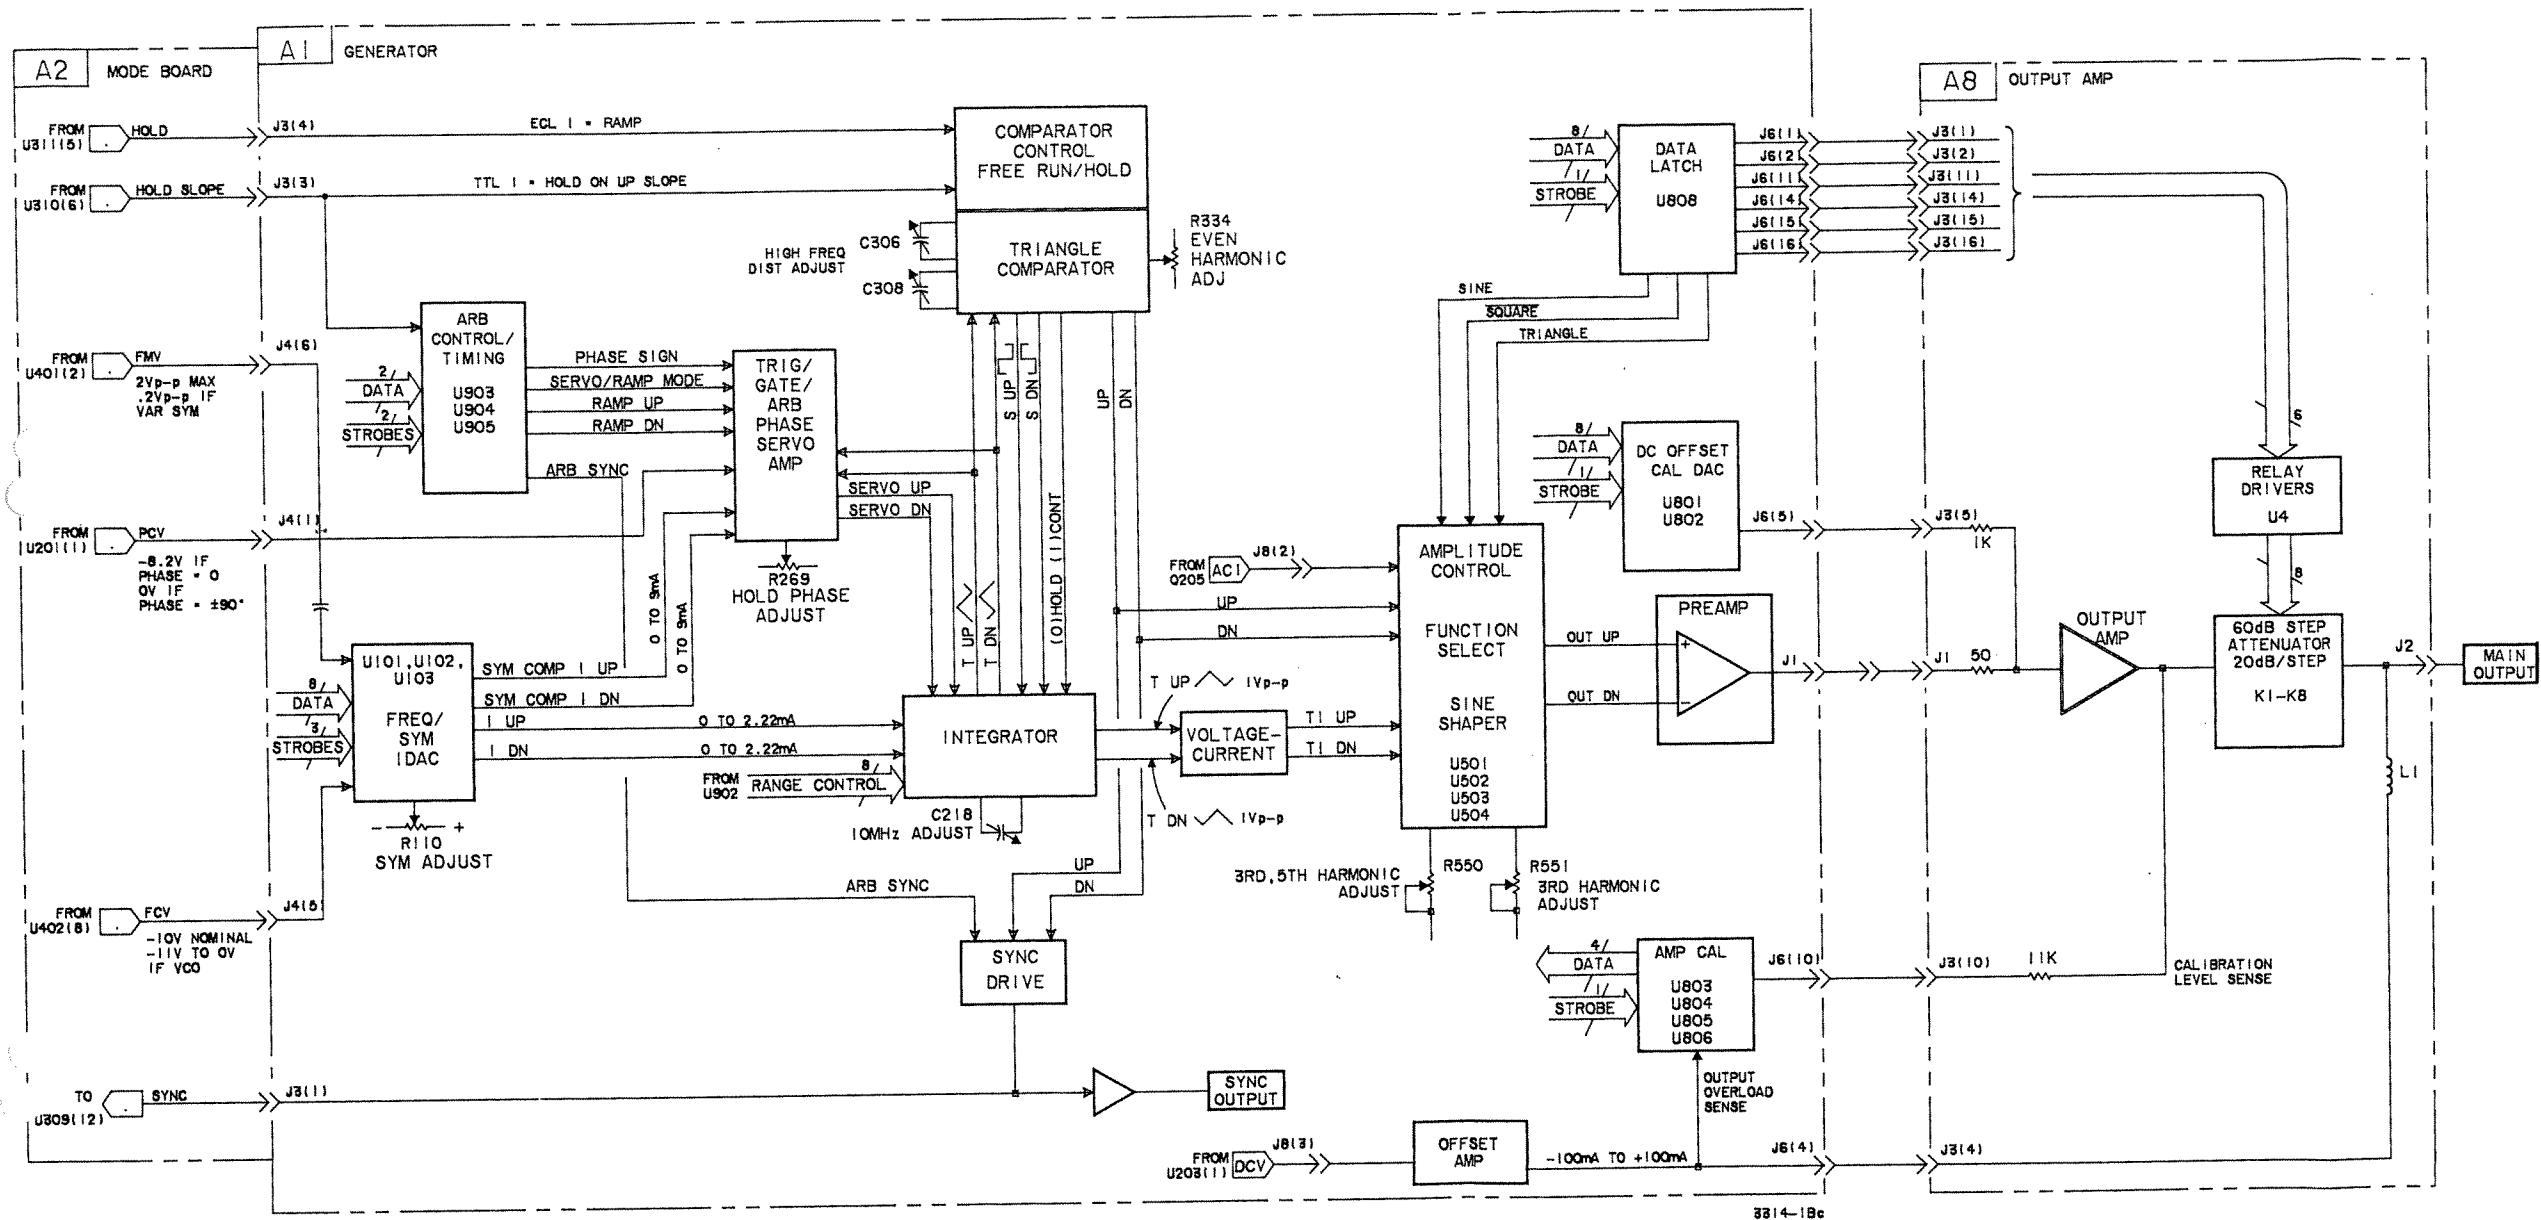 A2 MODE BOARD
A1 GENERATOR
A8 OUTPUT AMP
FROM
U311(5)
HOLD
J3(4)
ECL 1 = RAMP
FROM
U310(6)
HOLD SLOPE
J3(3)
TTL 1 = HOLD ON UP SLOPE
COMPARATOR
CONTROL
FREE RUN/HOLD
TRIANGLE
COMPARATOR
HIGH FREQ
DIST ADJUST
C306
C308
R334
EVEN
HARMONIC
ADJ
8/
DATA
1/
STROBE
DATA
LATCH
U808
J6(1)
J6(2)
J6(11)
J6(14)
J6(15)
J6(16)
J3(1)
J3(2)
J3(11)
J3(14)
J3(15)
J3(16)
SINE
SQUARE
TRIANGLE
FROM
U401(2)
FMV
J4(6)
2Vp-p MAX
.2Vp-p IF
VAR SYM
2/
DATA
2/
STROBES
ARB
CONTROL/
TIMING
U903
U904
U905
PHASE SIGN
SERVO/RAMP MODE
RAMP UP
RAMP DN
ARB SYNC
TRIG/
GATE/
ARB
PHASE
SERVO
AMP
SERVO UP
SERVO DN
R269
HOLD PHASE
ADJUST
S UP
S DN
UP
DN
T UP
T DN
(0)HOLD (1)CONT
FROM
U201(1)
PCV
J4(1)
-8.2V IF
PHASE = 0
0V IF
PHASE = ±90°
0 TO 9mA
0 TO 9mA
8/
DATA
1/
STROBE
DC OFFSET
CAL DAC
U801
U802
J6(5)
J3(5)
1K
/6
RELAY
DRIVERS
U4
/8
FROM
Q205
AC1
J8(2)
UP
DN
AMPLITUDE
CONTROL
FUNCTION
SELECT
SINE
SHAPER
U501
U502
U503
U504
OUT UP
OUT DN
PREAMP
+
-
J1
J1
50
OUTPUT
AMP
60dB STEP
ATTENUATOR
20dB/STEP
K1-K8
J2
MAIN
OUTPUT
L1
8/
DATA
3/
STROBES
U101,U102,
U103
FREQ/
SYM
IDAC
SYM COMP I UP
SYM COMP I DN
I UP
0 TO 2.22mA
I DN
0 TO 2.22mA
FROM
U902
8/
RANGE CONTROL
INTEGRATOR
C218
10MHz ADJUST
T UP 1Vp-p
T DN 1Vp-p
VOLTAGE-
CURRENT
TI UP
TI DN
- +
R110
SYM ADJUST
UP
DN
ARB SYNC
3RD,5TH HARMONIC
ADJUST
R550
R551
3RD HARMONIC
ADJUST
FROM
U402(8)
FCV
J4(5)
-10V NOMINAL
-11V TO 0V
IF VCO
SYNC
DRIVE
4/
DATA
1/
STROBE
AMP CAL
U803
U804
U805
U806
J6(10)
J3(10)
11K
CALIBRATION
LEVEL SENSE
TO
U309(12)
SYNC
J3(1)
SYNC
OUTPUT
OUTPUT
OVERLOAD
SENSE
FROM
U203(1)
DCV
J8(3)
OFFSET
AMP
-100mA TO +100mA
J6(4)
J3(4)
3314-1Bc